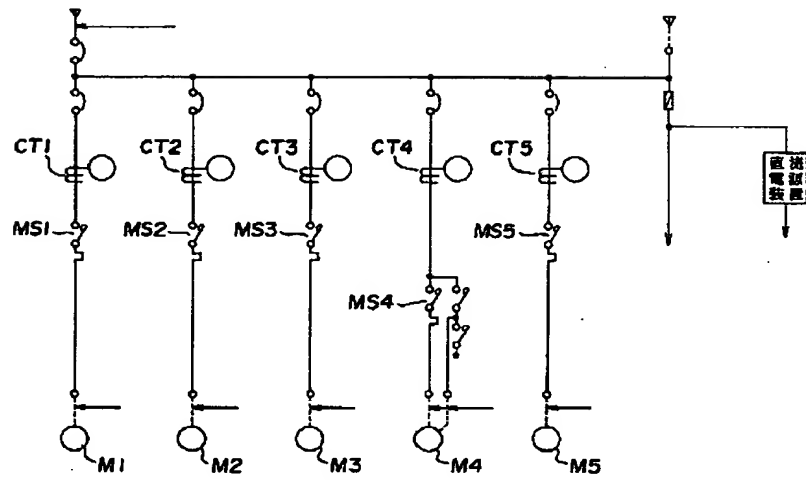 CT1 CT2 CT3 CT4 CT5
直流
電源
装置
MS1 MS2 MS3 MS5
MS4
M1 M2 M3 M4 M5